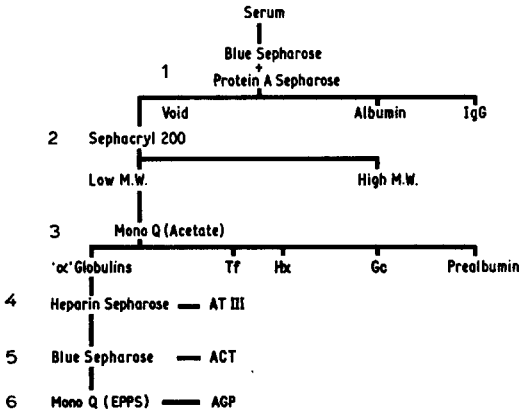 Serum
Blue Sepharose
+
1
Protein A Sepharose
Void Albumin IgG
2 Sephacryl 200
Low M.W. High M.W.
3 Mono Q (Acetate)
'α' Globulins Tf Hx Gc Prealbumin
4 Heparin Sepharose AT III
5 Blue Sepharose ACT
6 Mono Q (EPPS) AGP